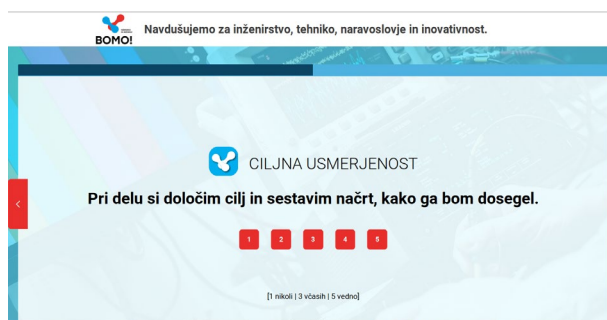 BOMO!
Navdušujemo za inženirstvo, tehniko, naravoslovje in inovativnost.
CILJNA USMERJENOST
Pri delu si določim cilj in sestavim načrt, kako ga bom dosegel.
1 2 3 4 5
[1 nikoli | 3 včasih | 5 vedno]